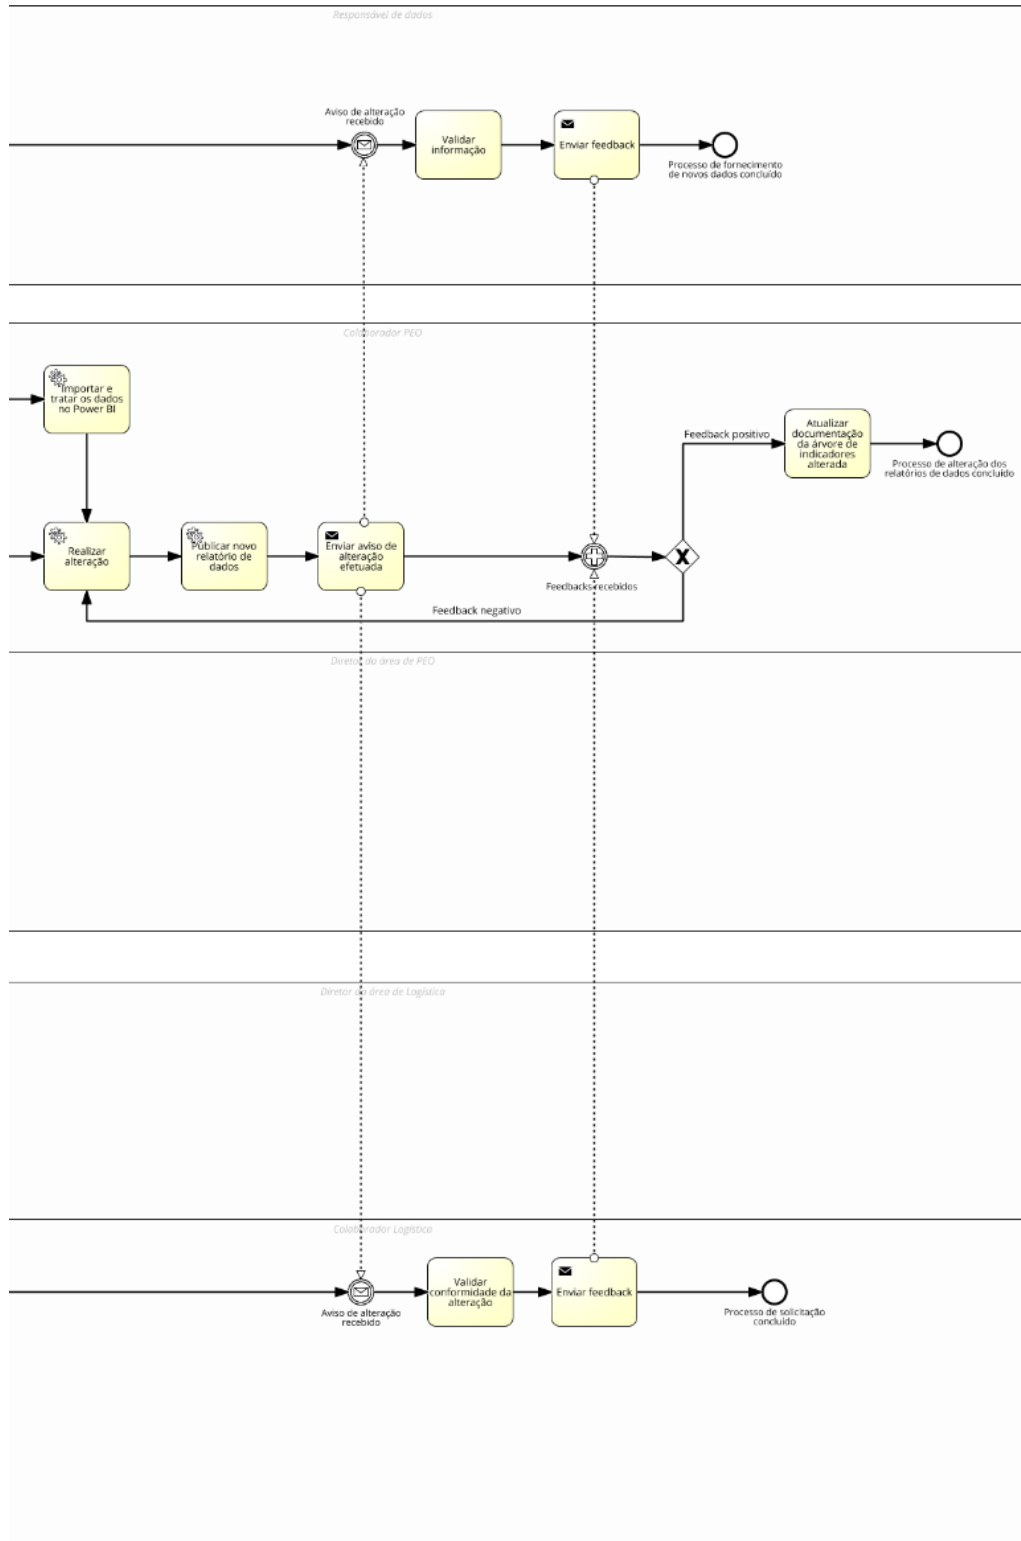 Responsável de dados
Aviso de alteração
recebido
Validar
informação
Enviar feedback
Processo de fornecimento
de novos dados concluído
Colaborador PEO
Importar e
tratar os dados
no Power BI
Feedback positivo
Atualizar
documentação
da árvore de
indicadores
alterada
Processo de alteração dos
relatórios de dados concluído
Realizar
alteração
Publicar novo
relatório de
dados
Enviar aviso de
alteração
efetuada
Feedbacks recebidos
Feedback negativo
Diretor da área de PEO
Diretor da área de Logística
Colaborador Logística
Aviso de alteração
recebido
Validar
conformidade da
alteração
Enviar feedback
Processo de solicitação
concluído